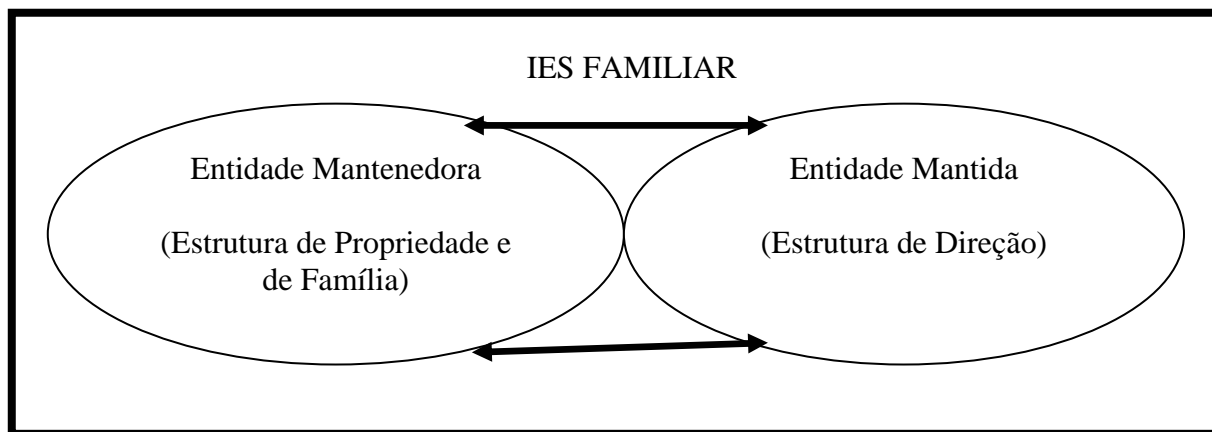 IES FAMILIAR
Entidade Mantenedora
(Estrutura de Propriedade e
de Família)
Entidade Mantida
(Estrutura de Direção)